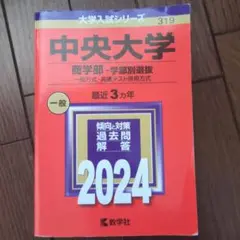 大学入試シリーズ
319
中央大学
商学部－学部別選抜
一般方式・共通テスト併用方式
一般
最近3カ年
傾向と対策
過去問
解答
2024
教学社